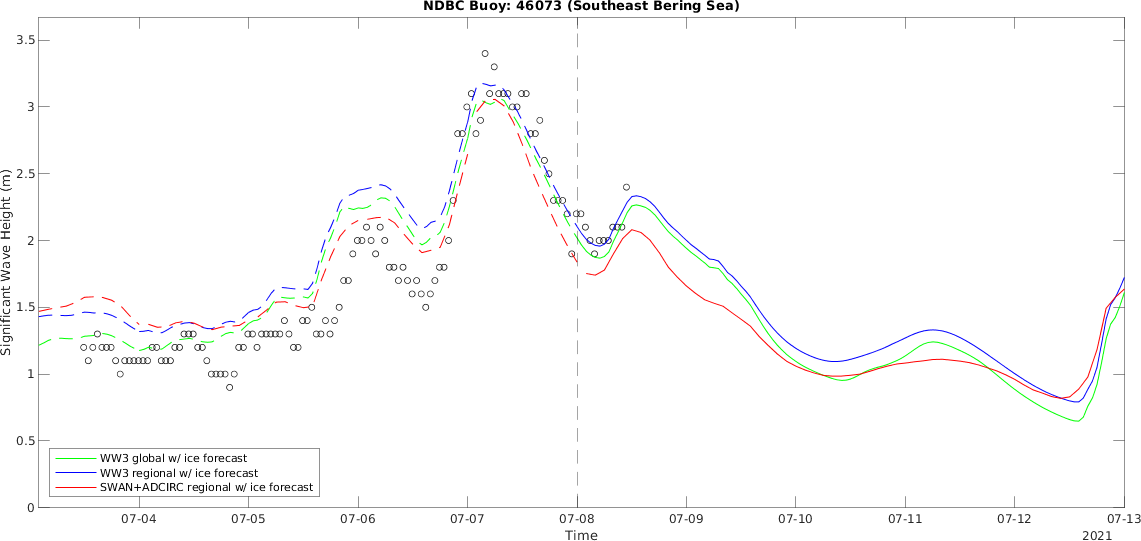 NDBC Buoy: 46073 (Southeast Bering Sea)
Significant Wave Height (m)
3.5
3
2.5
2
1.5
1
0.5
0
WW3 global w/ ice forecast
WW3 regional w/ ice forecast
SWAN+ADCIRC regional w/ ice forecast
07-04 07-05 07-06 07-07 07-08 07-09 07-10 07-11 07-12 07-13
Time
2021